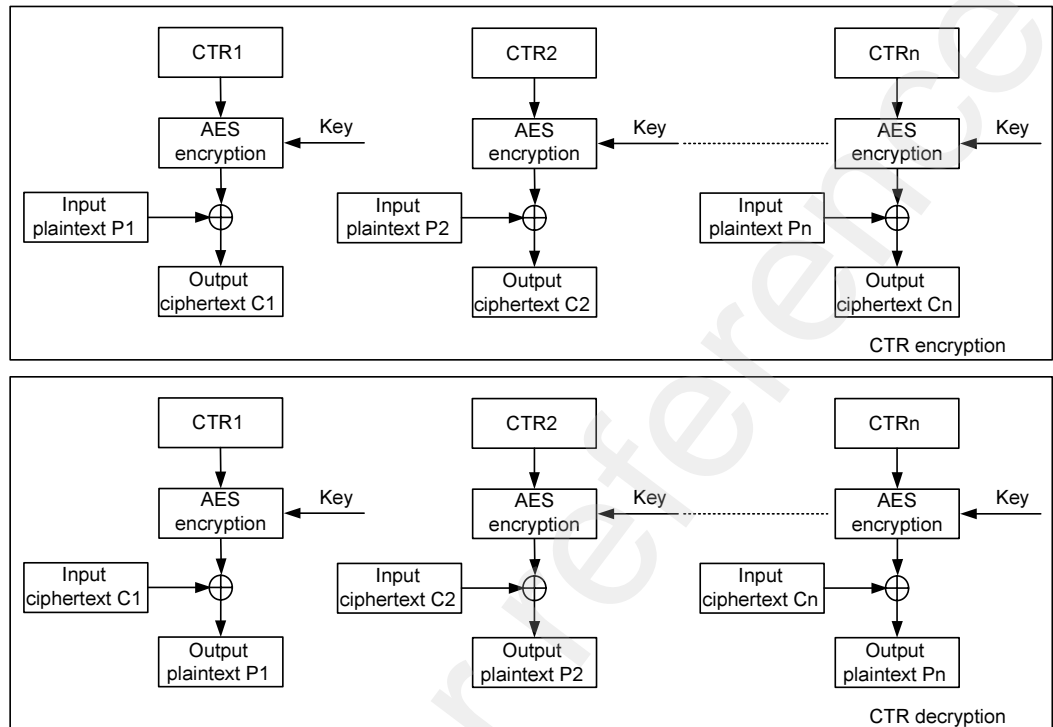 CTR1
CTR2
CTRn
AES
encryption
Key
AES
encryption
Key
AES
encryption
Key
Input
plaintext P1
Input
plaintext P2
Input
plaintext Pn
Output
ciphertext C1
Output
ciphertext C2
Output
ciphertext Cn
CTR encryption
CTR1
CTR2
CTRn
AES
encryption
Key
AES
encryption
Key
AES
encryption
Key
Input
ciphertext C1
Input
ciphertext C2
Input
ciphertext Cn
Output
plaintext P1
Output
plaintext P2
Output
plaintext Pn
CTR decryption
r reference